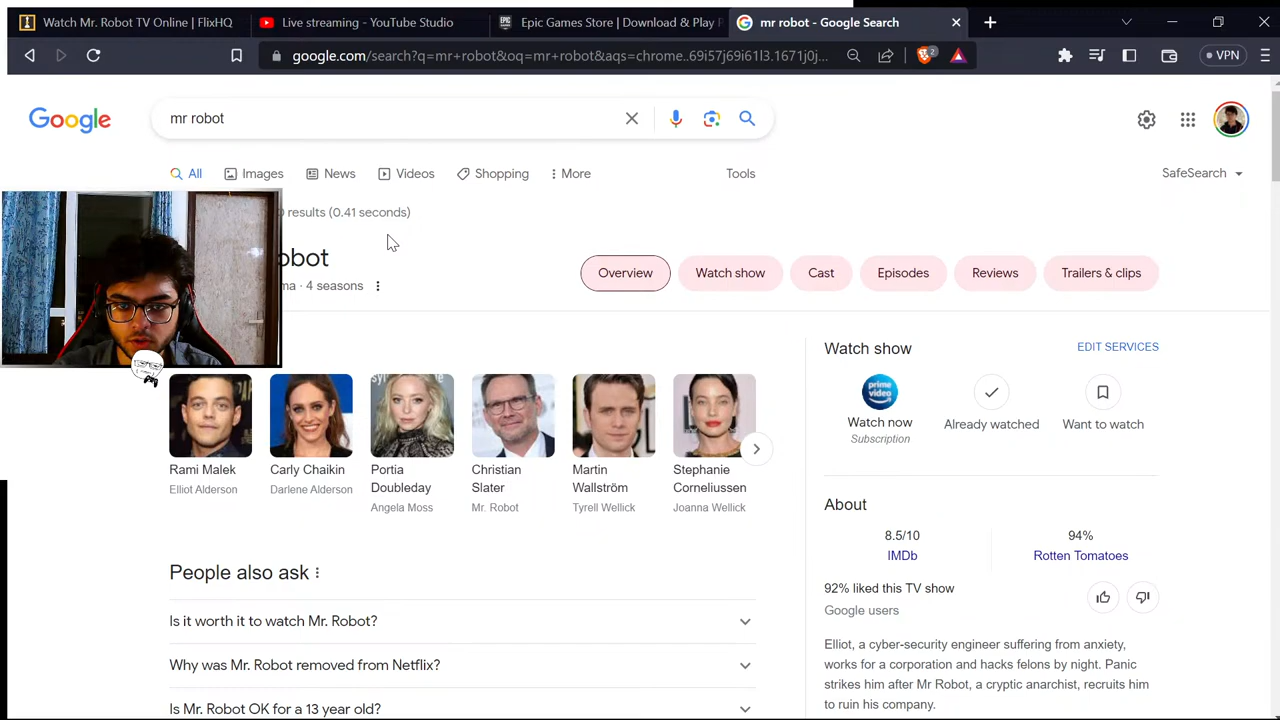 Watch Mr. Robot TV Online | FlixHQ
Live streaming - YouTube Studio
EPIC GAMES
Epic Games Store | Download & Play P
mr robot - Google Search
google.com/search?q=mr+robot&oq=mr+robot&aqs=chrome..69i57j69i61l3.1671j0j...
2
VPN
Google
mr robot
All
Images
News
Videos
Shopping
More
Tools
SafeSearch
results (0.41 seconds)
obot
ma · 4 seasons
Overview
Watch show
Cast
Episodes
Reviews
Trailers & clips
Watch show
EDIT SERVICES
prime video
Watch now
Subscription
Already watched
Want to watch
Rami Malek
Elliot Alderson
Carly Chaikin
Darlene Alderson
Portia
Doubleday
Angela Moss
Christian
Slater
Mr. Robot
Martin
Wallström
Tyrell Wellick
Stephanie
Corneliussen
Joanna Wellick
About
8.5/10
IMDb
94%
Rotten Tomatoes
92% liked this TV show
Google users
Elliot, a cyber-security engineer suffering from anxiety,
works for a corporation and hacks felons by night. Panic
strikes him after Mr Robot, a cryptic anarchist, recruits him
to ruin his company.
People also ask
Is it worth it to watch Mr. Robot?
Why was Mr. Robot removed from Netflix?
Is Mr. Robot OK for a 13 year old?